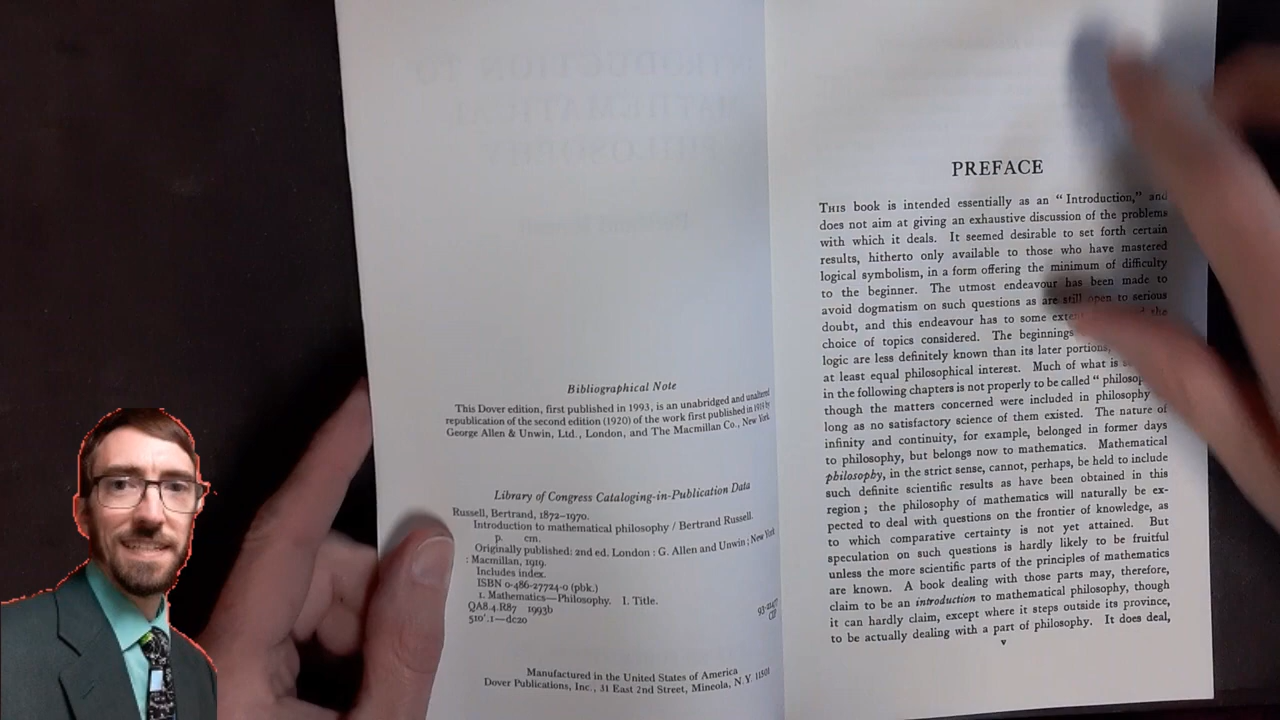 Bibliographical Note
This Dover edition, first published in 1993, is an unabridged and unaltered
republication of the second edition (1920) of the work first published in 1919 by
George Allen & Unwin, Ltd., London, and The Macmillan Co., New York.
Library of Congress Cataloging-in-Publication Data
Russell, Bertrand, 1872–1970.
Introduction to mathematical philosophy / Bertrand Russell.
p. cm.
Originally published: 2nd ed. London : G. Allen and Unwin ; New York
: Macmillan, 1919.
Includes index.
ISBN 0-486-27724-0 (pbk.)
1. Mathematics—Philosophy. I. Title.
QA8.4.R87 1993b
510'.1—dc20
CIP
Manufactured in the United States of America
Dover Publications, Inc., 31 East 2nd Street, Mineola, N.Y. 11501
PREFACE
This book is intended essentially as an “ Introduction,” and
does not aim at giving an exhaustive discussion of the problems
with which it deals. It seemed desirable to set forth certain
results, hitherto only available to those who have mastered
logical symbolism, in a form offering the minimum of difficulty
to the beginner. The utmost endeavour has been made to
avoid dogmatism on such questions as are still open to serious
doubt, and this endeavour has to some the
choice of topics considered. The beginnings
logic are less definitely known than its later portions,
at least equal philosophical interest. Much of what is
in the following chapters is not properly to be called “
though the matters concerned were included in philosophy
long as no satisfactory science of them existed. The nature of
infinity and continuity, for example, belonged in former days
to philosophy, but belongs now to mathematics. Mathematical
philosophy, in the strict sense, cannot, perhaps, be held to include
such definite scientific results as have been obtained in this
region ; the philosophy of mathematics will naturally be ex-
pected to deal with questions on the frontier of knowledge, as
to which comparative certainty is not yet attained. But
speculation on such questions is hardly likely to be fruitful
unless the more scientific parts of the principles of mathematics
are known. A book dealing with those parts may, therefore,
claim to be an introduction to mathematical philosophy, though
it can hardly claim, except where it steps outside its province,
to be actually dealing with a part of philosophy. It does deal,
v